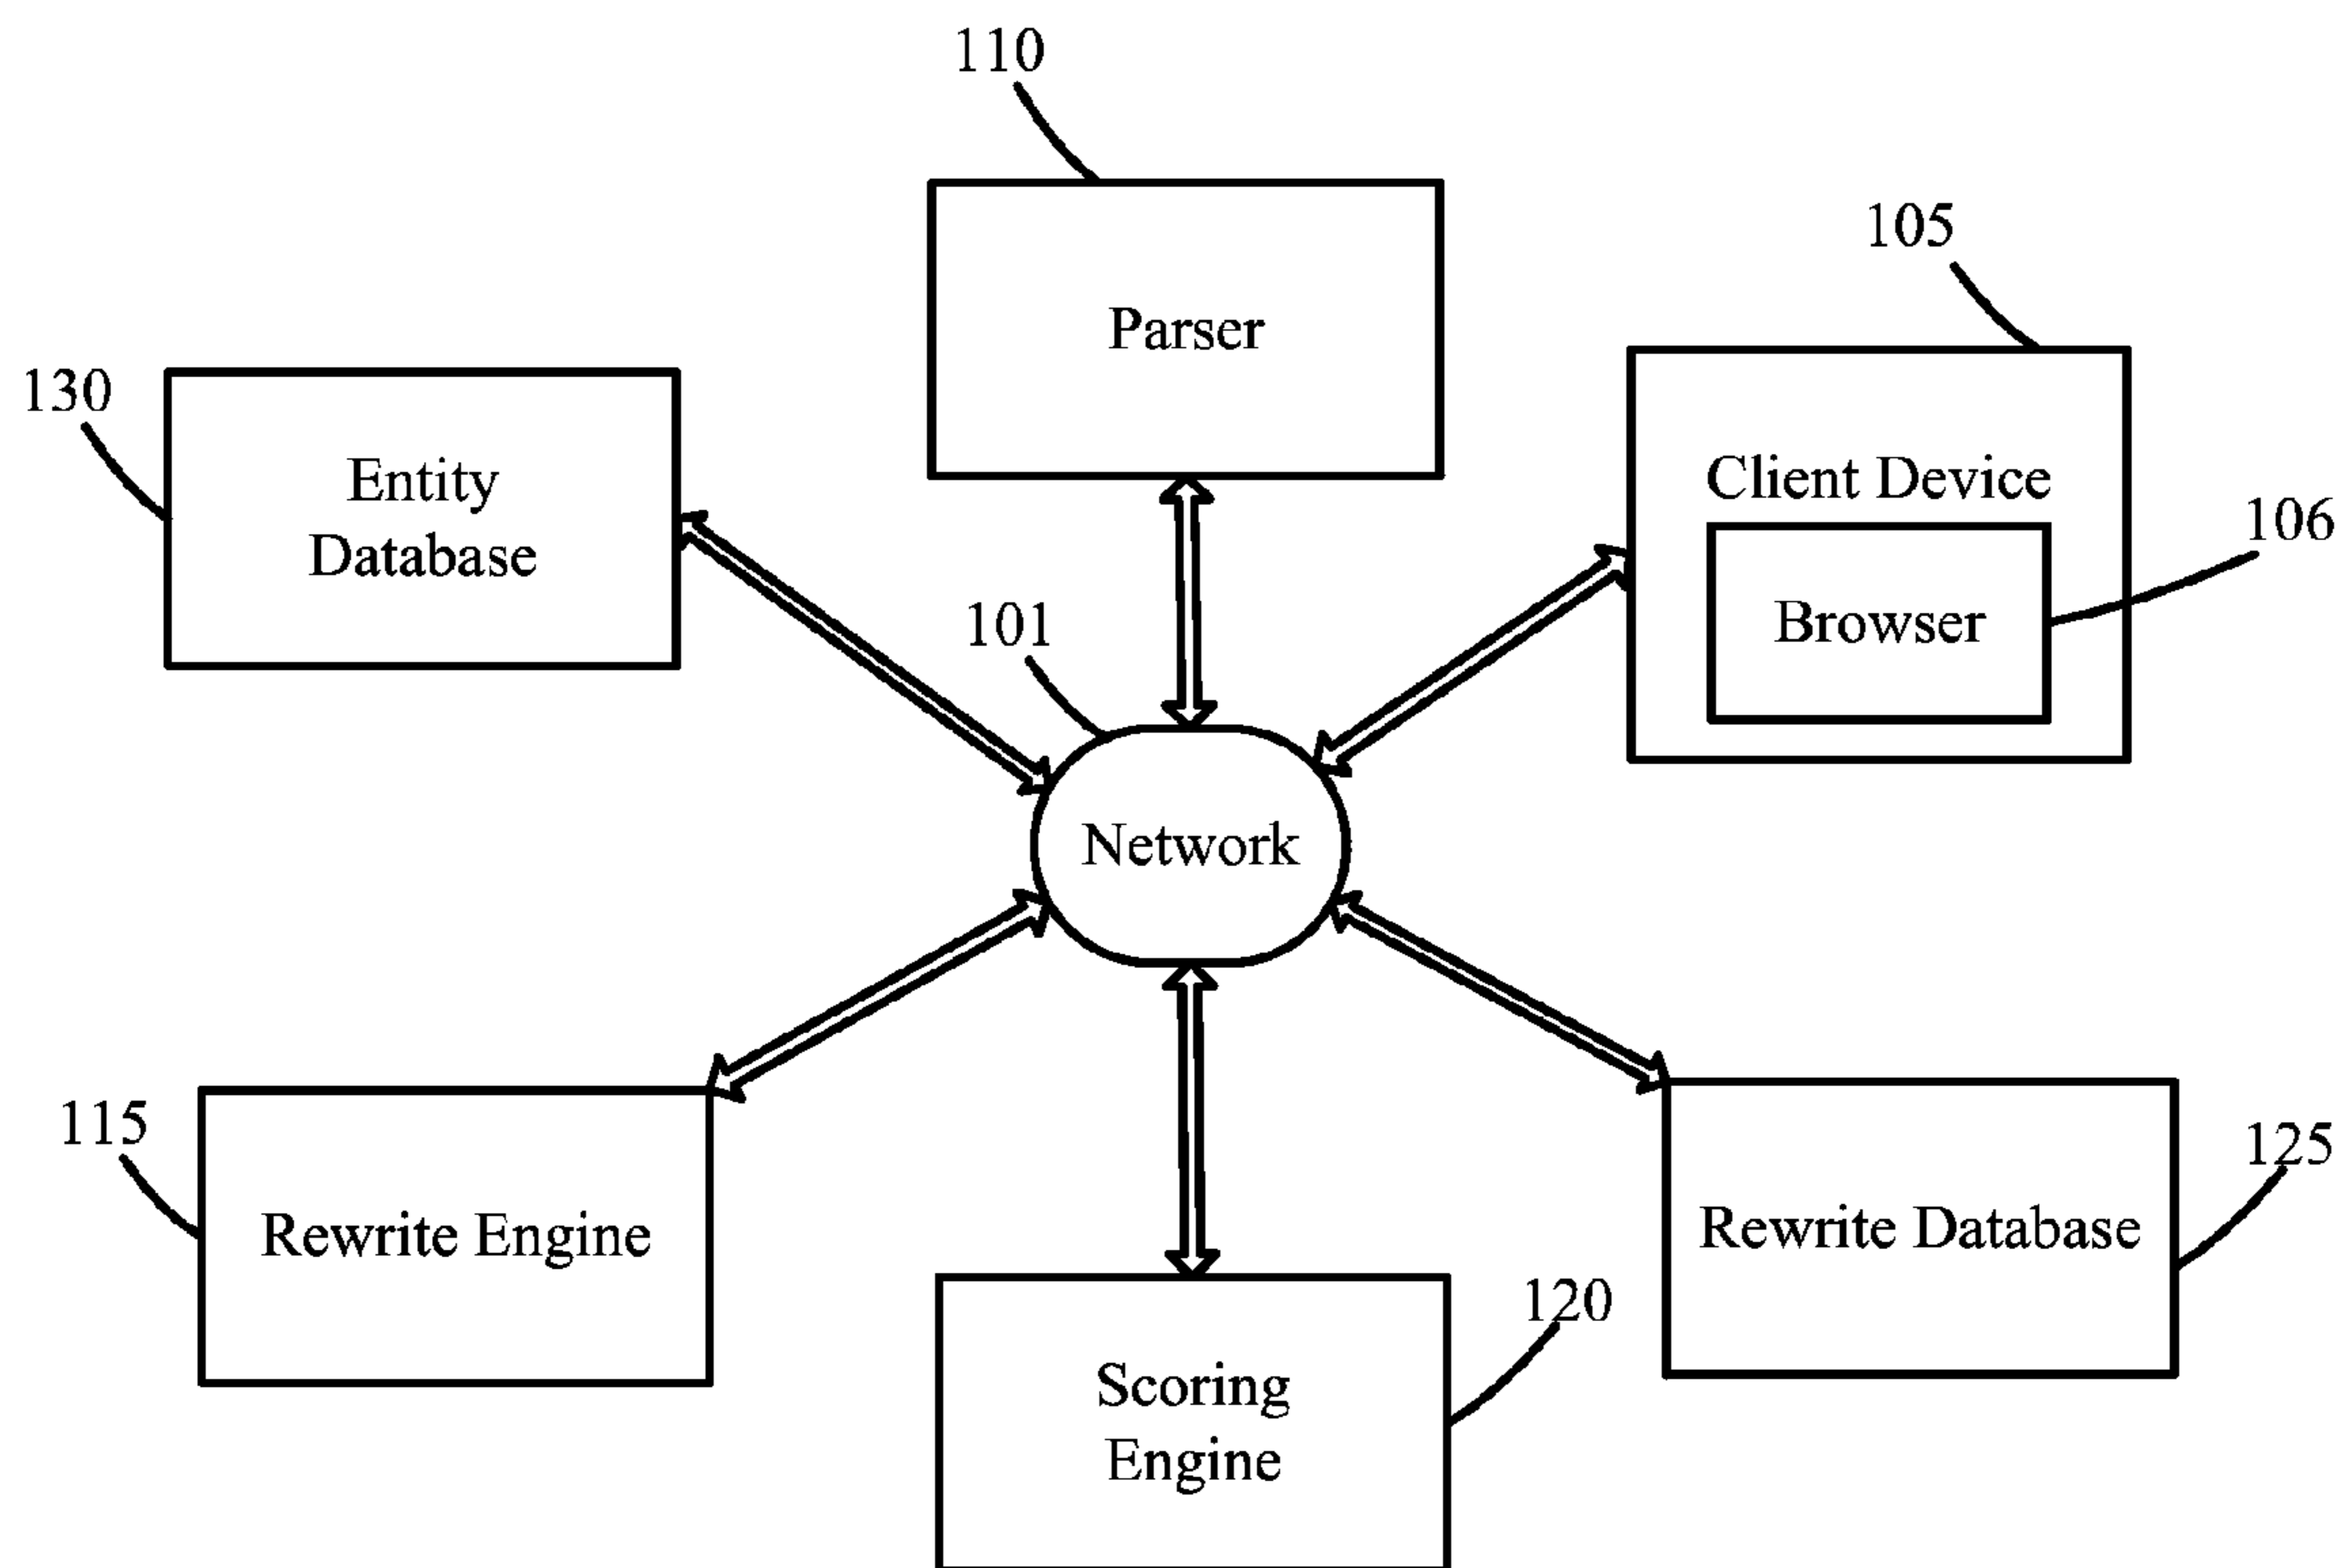 110
Parser
105
Client Device
106
Browser
130
Entity
Database
101
Network
115
Rewrite Engine
125
Rewrite Database
120
Scoring
Engine